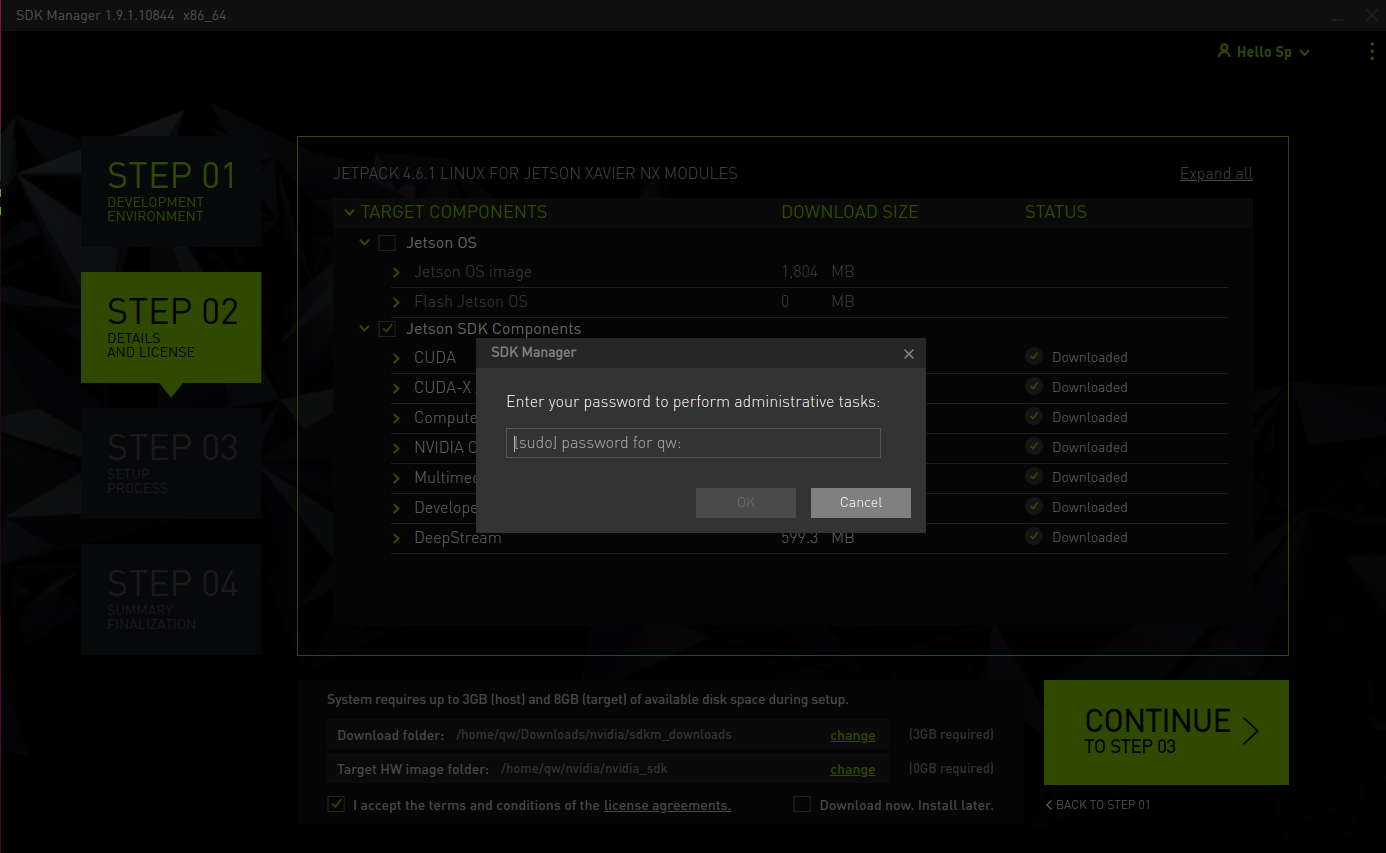 SDK Manager 1.9.1.10844 x86_64
Hello Sp
STEP 01
DEVELOPMENT
ENVIRONMENT
STEP 02
DETAILS
AND LICENSE
STEP 03
SETUP
PROCESS
STEP 04
SUMMARY
FINALIZATION
JETPACK 4.6.1 LINUX FOR JETSON XAVIER NX MODULES
Expand all
TARGET COMPONENTS DOWNLOAD SIZE STATUS
Jetson OS
Jetson OS image 1,804 MB
Flash Jetson OS 0 MB
Jetson SDK Components
CUDA Downloaded
CUDA-X Downloaded
Compute Downloaded
NVIDIA C Downloaded
Multimed Downloaded
Develope Downloaded
DeepStream 599.3 MB Downloaded
SDK Manager
Enter your password to perform administrative tasks:
[sudo] password for qw:
OK Cancel
System requires up to 3GB (host) and 8GB (target) of available disk space during setup.
Download folder: /home/qw/Downloads/nvidia/sdkm_downloads change (3GB required)
Target HW image folder: /home/qw/nvidia/nvidia_sdk change (0GB required)
I accept the terms and conditions of the license agreements. Download now. Install later.
CONTINUE
TO STEP 03
BACK TO STEP 01